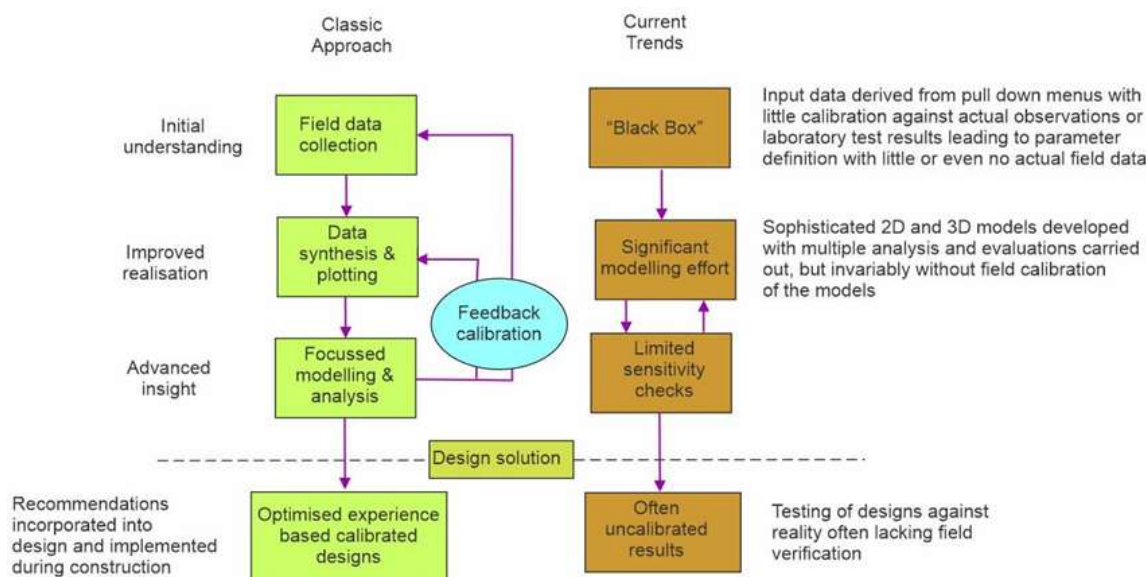 Classic
Approach
Current
Trends
Initial
understanding
Field data
collection
“Black Box”
Input data derived from pull down menus with
little calibration against actual observations or
laboratory test results leading to parameter
definition with little or even no actual field data
Improved
realisation
Data
synthesis &
plotting
Significant
modelling effort
Sophisticated 2D and 3D models developed
with multiple analysis and evaluations carried
out, but invariably without field calibration
of the models
Feedback
calibration
Advanced
insight
Focussed
modelling &
analysis
Limited
sensitivity
checks
Design solution
Recommendations
incorporated into
design and implemented
during construction
Optimised experience
based calibrated
designs
Often
uncalibrated
results
Testing of designs against
reality often lacking field
verification